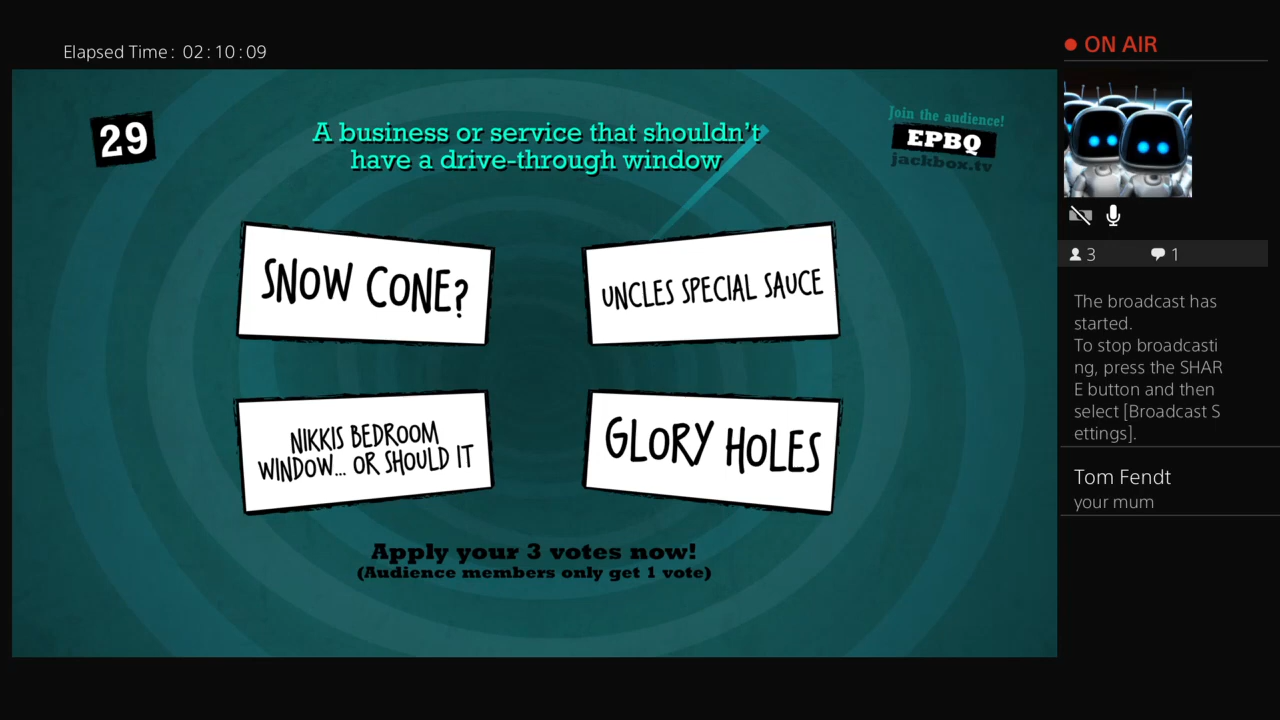 Elapsed Time: 02:10:09
ON AIR
29
A business or service that shouldn't
have a drive-through window
Join the audience!
EPBQ
jackbox.tv
SNOW CONE?
UNCLES SPECIAL SAUCE
NIKKIS BEDROOM
WINDOW... OR SHOULD IT
GLORY HOLES
Apply your 3 votes now!
(Audience members only get 1 vote)
3
1
The broadcast has
started.
To stop broadcasti
ng, press the SHAR
E button and then
select [Broadcast S
ettings].
Tom Fendt
your mum